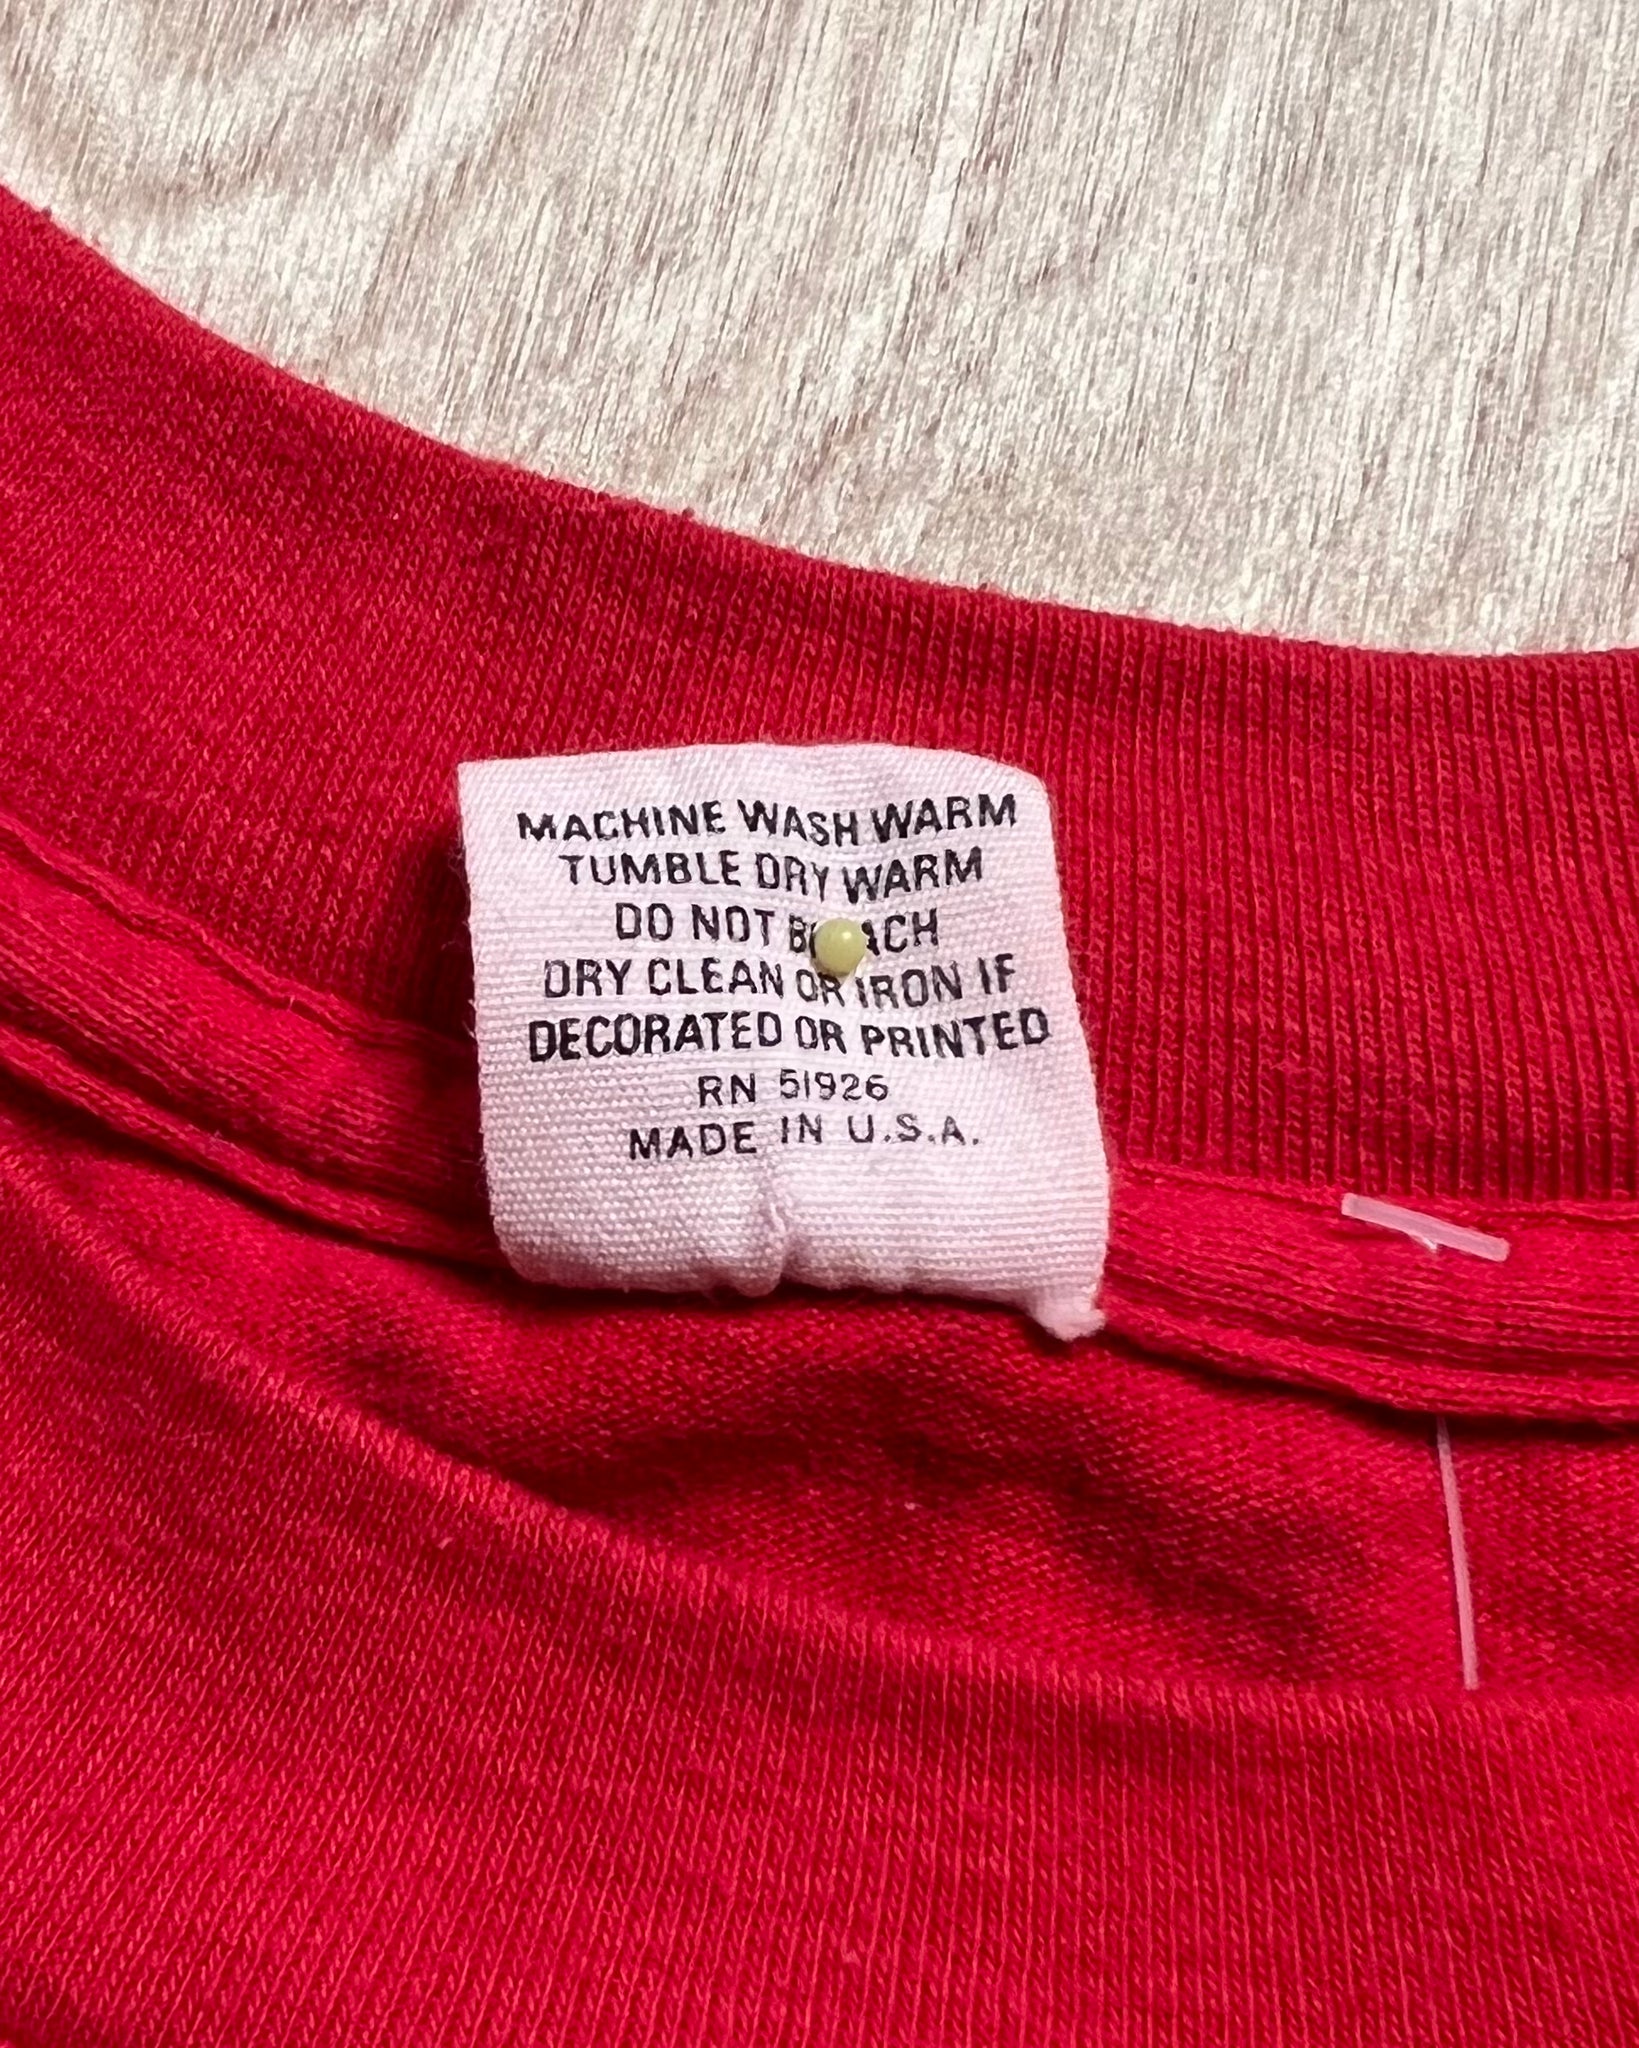 MACHINE WASH WARM
TUMBLE DRY WARM
DO NOT
DRY CLEAN OR IRON IF
DECORATED OR PRINTED
RN 51926
MADE IN U.S.A.